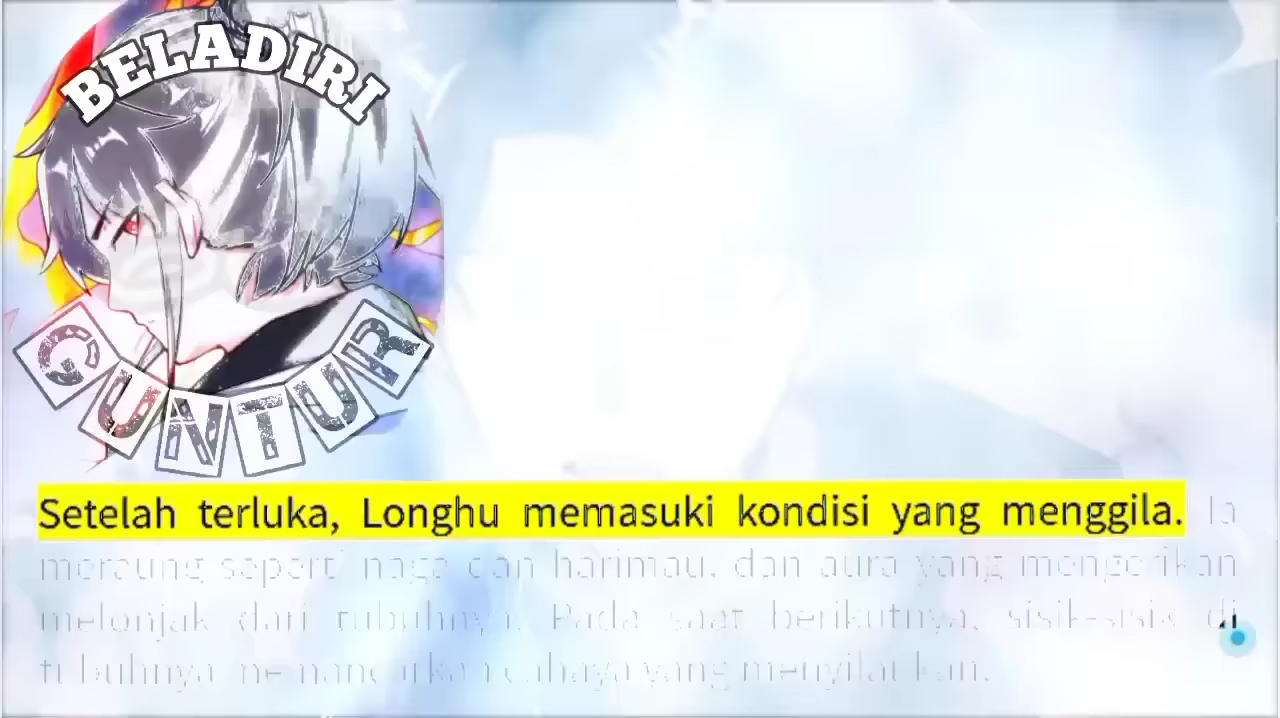 BELADIRI
GUNTUR
Setelah terluka, Longhu memasuki kondisi yang menggila. Ia
meraung seperti naga dan harimau, dan aura yang mengerikan
melonjak dari tubuhnya. Pada saat berikutnya, sisik-sisik di
tubuhnya memancarkan cahaya yang menyilaukan.